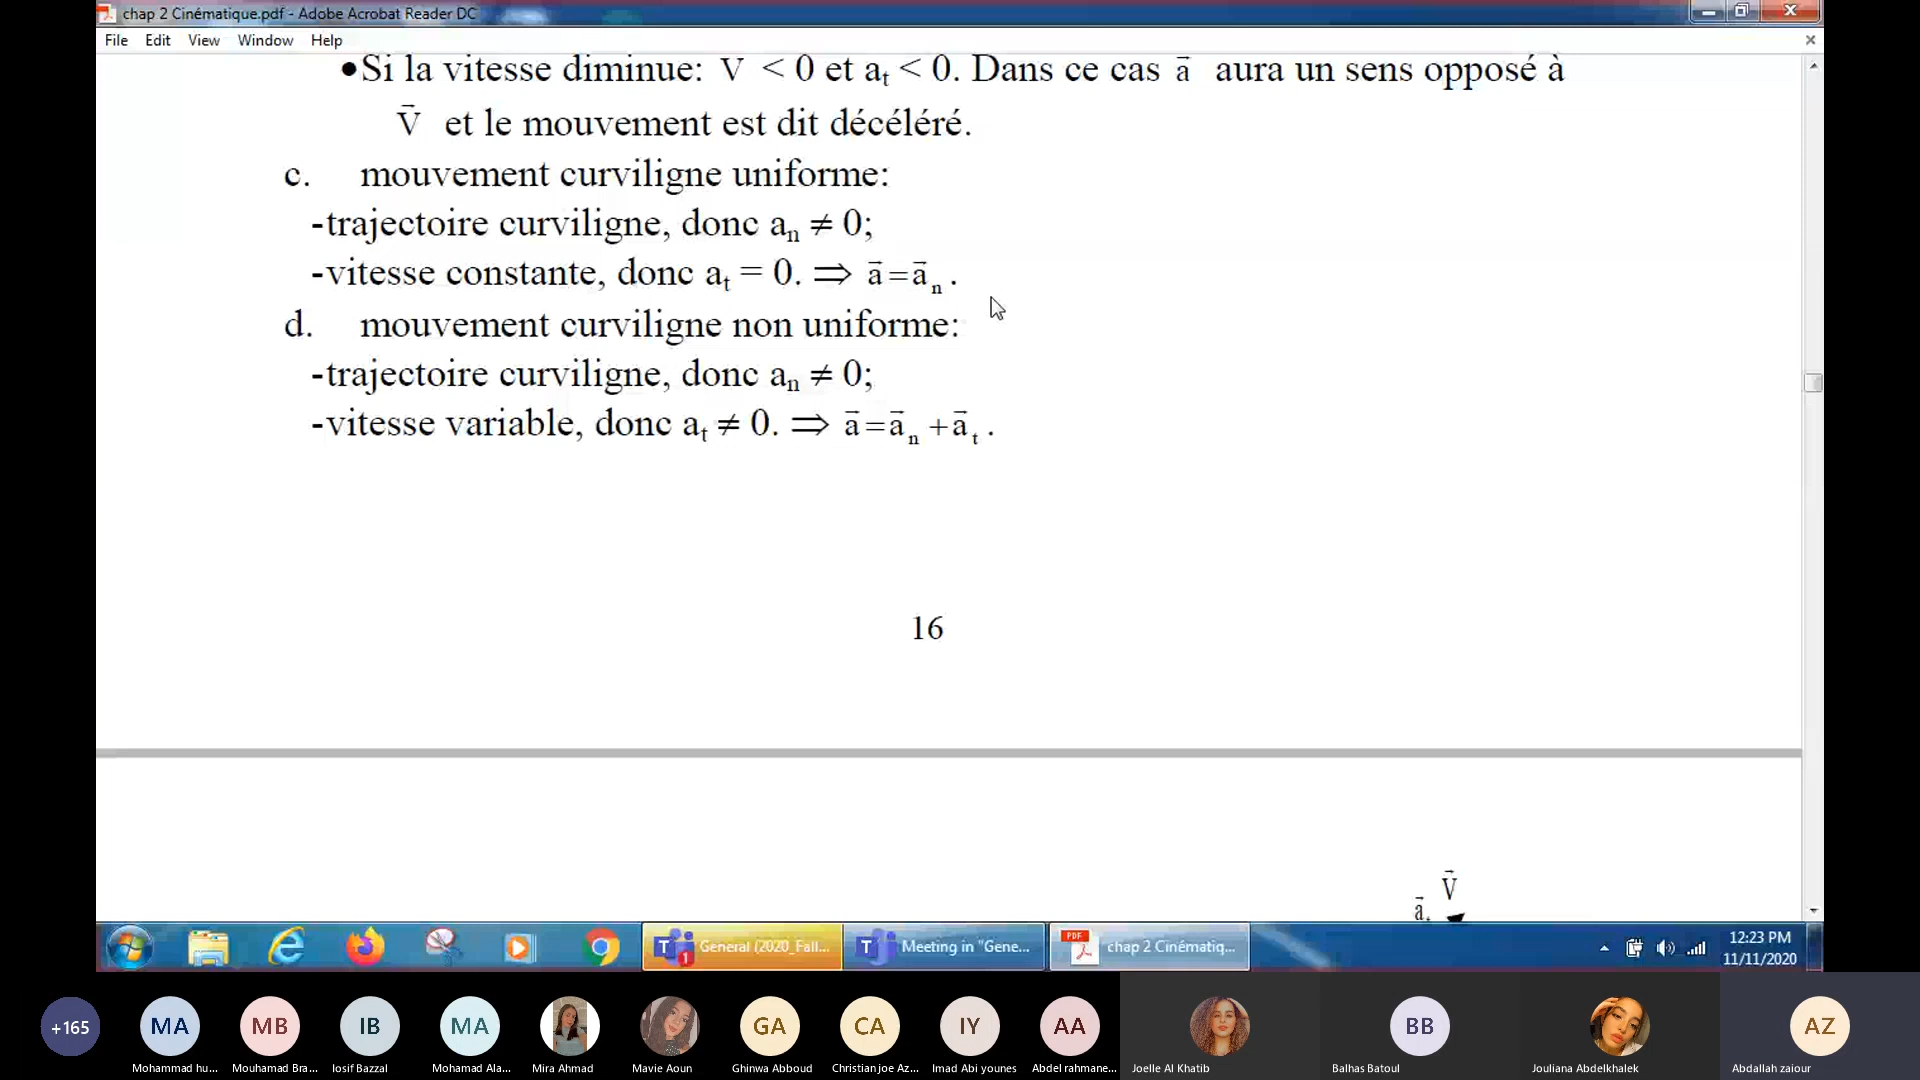 chap 2 Cinématique.pdf - Adobe Acrobat Reader DC
File Edit View Window Help
•Si la vitesse diminue: V < 0 et aₜ < 0. Dans ce cas a⃗ aura un sens opposé à
V⃗ et le mouvement est dit décéléré.
c. mouvement curviligne uniforme:
-trajectoire curviligne, donc aₙ ≠ 0;
-vitesse constante, donc aₜ = 0. ⇒ a⃗ = a⃗ₙ .
d. mouvement curviligne non uniforme:
-trajectoire curviligne, donc aₙ ≠ 0;
-vitesse variable, donc aₜ ≠ 0. ⇒ a⃗ = a⃗ₙ + a⃗ₜ .
16
V⃗
a⃗ₜ
General (2020_Fall... Meeting in "Gene... chap 2 Cinématiq...
12:23 PM
11/11/2020
+165 MA MB IB MA GA CA IY AA BB AZ
Mohammad hu... Mouhamad Bra... Iosif Bazzal Mohamad Ala... Mira Ahmad Mavie Aoun Ghinwa Abboud Christian joe Az... Imad Abi younes Abdel rahmane... Joelle Al Khatib Balhas Batoul Jouliana Abdelkhalek Abdallah zaiour